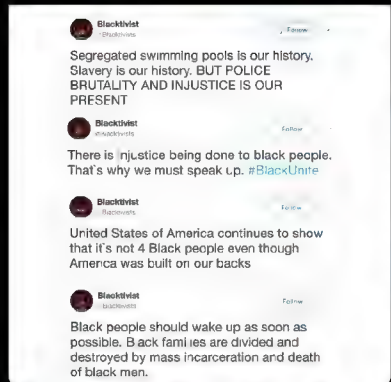 Blacktivist
Follow
Segregated swimming pools is our history.
Slavery is our history. BUT POLICE
BRUTALITY AND INJUSTICE IS OUR
PRESENT
Blacktivist
Follow
There is injustice being done to black people.
That`s why we must speak up. #BlackUnite
Blacktivist
Follow
United States of America continues to show
that it`s not 4 Black people even though
America was built on our backs
Blacktivist
Follow
Black people should wake up as soon as
possible. Black families are divided and
destroyed by mass incarceration and death
of black men.